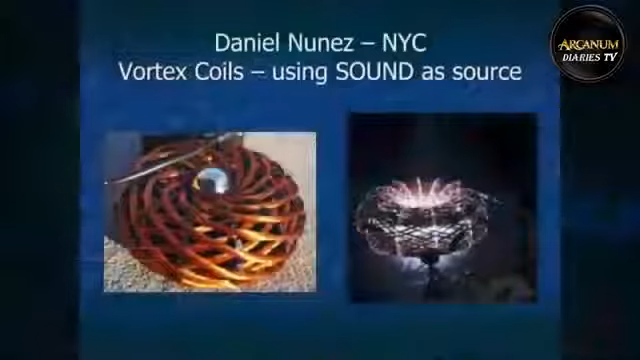 Daniel Nunez – NYC
Vortex Coils – using SOUND as source
ARCANUM
DIARIES TV